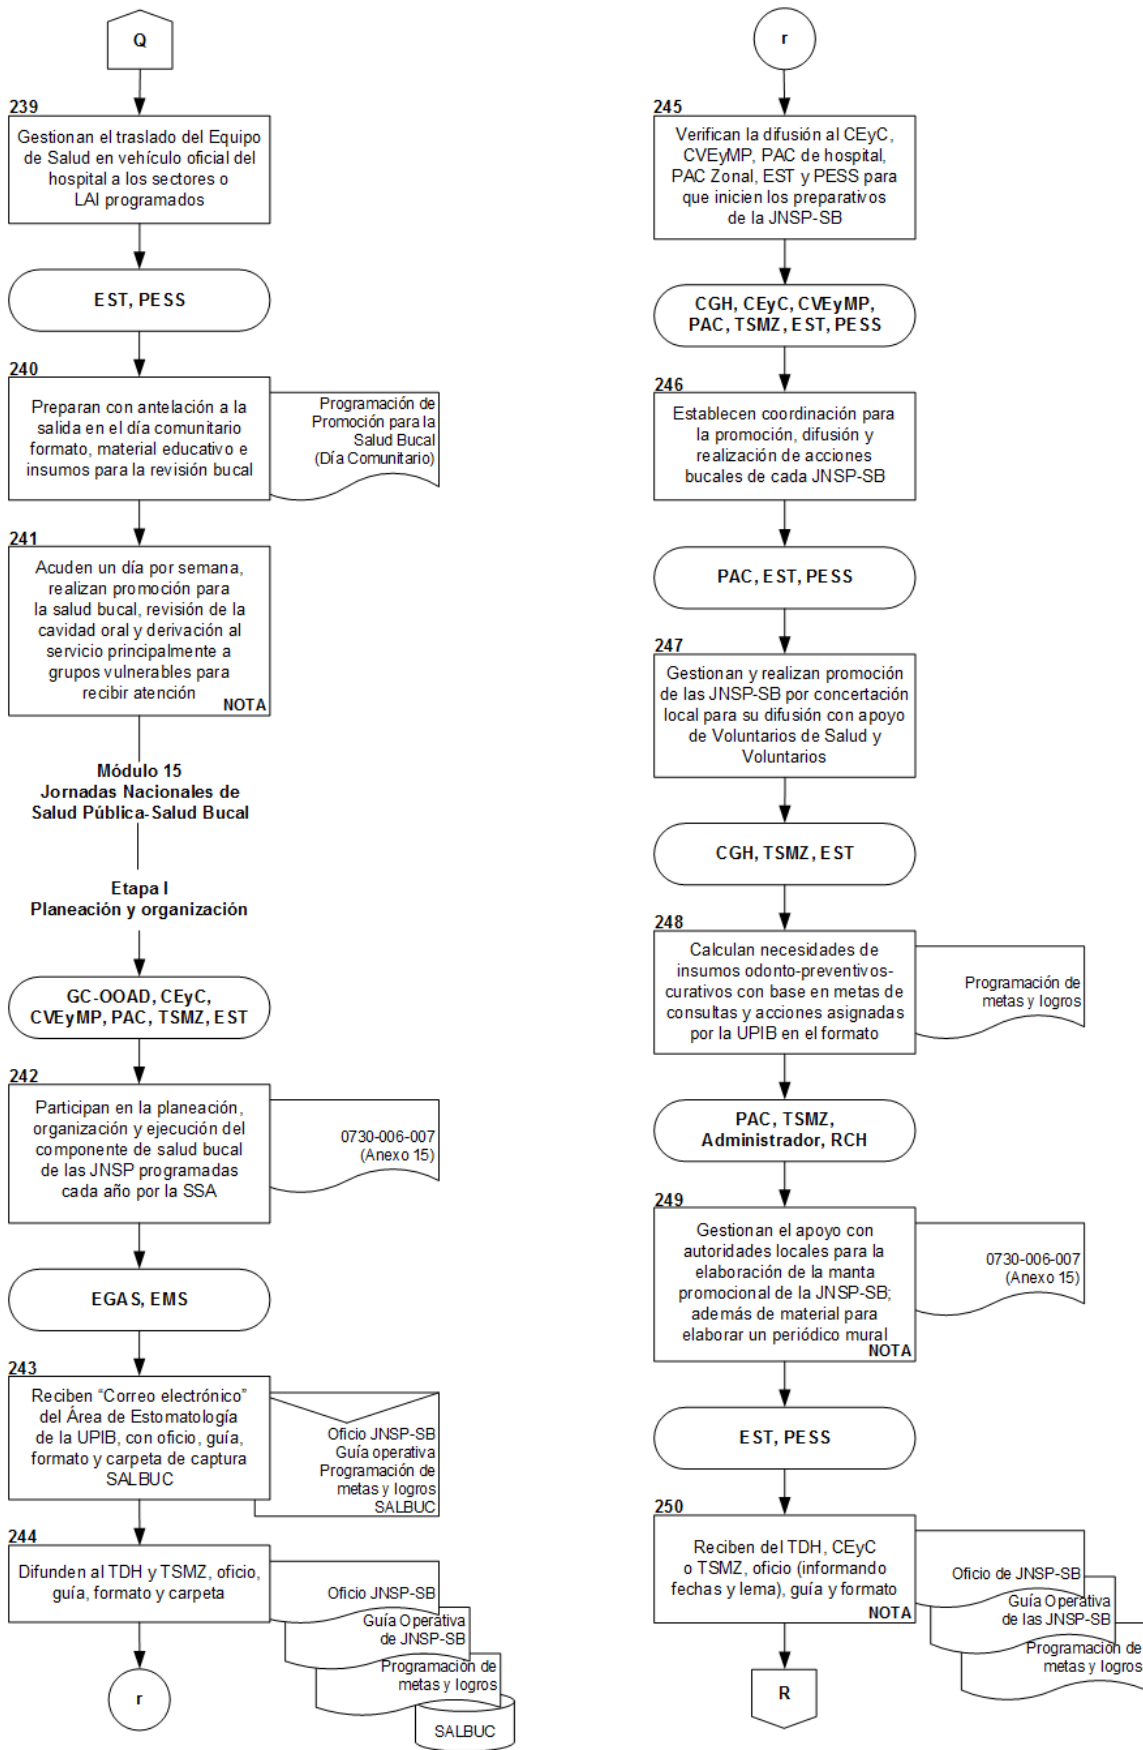 Q
239
Gestionan el traslado del Equipo
de Salud en vehículo oficial del
hospital a los sectores o
LAI programados
EST, PESS
240
Preparan con antelación a la
salida en el día comunitario
formato, material educativo e
insumos para la revisión bucal
Programación de
Promoción para la
Salud Bucal
(Día Comunitario)
241
Acuden un día por semana,
realizan promoción para
la salud bucal, revisión de la
cavidad oral y derivación al
servicio principalmente a
grupos vulnerables para
recibir atención
NOTA
Módulo 15
Jornadas Nacionales de
Salud Pública-Salud Bucal
Etapa I
Planeación y organización
GC-OOAD, CEyC,
CVEyMP, PAC, TSMZ, EST
242
Participan en la planeación,
organización y ejecución del
componente de salud bucal
de las JNSP programadas
cada año por la SSA
0730-006-007
(Anexo 15)
EGAS, EMS
243
Reciben “Correo electrónico”
del Área de Estomatología
de la UPIB, con oficio, guía,
formato y carpeta de captura
SALBUC
Oficio JNSP-SB
Guía operativa
Programación de
metas y logros
SALBUC
244
Difunden al TDH y TSMZ, oficio,
guía, formato y carpeta
Oficio JNSP-SB
Guía Operativa
de JNSP-SB
Programación de
metas y logros
SALBUC
r
r
245
Verifican la difusión al CEyC,
CVEyMP, PAC de hospital,
PAC Zonal, EST y PESS para
que inicien los preparativos
de la JNSP-SB
CGH, CEyC, CVEyMP,
PAC, TSMZ, EST, PESS
246
Establecen coordinación para
la promoción, difusión y
realización de acciones
bucales de cada JNSP-SB
PAC, EST, PESS
247
Gestionan y realizan promoción
de las JNSP-SB por concertación
local para su difusión con apoyo
de Voluntarios de Salud y
Voluntarios
CGH, TSMZ, EST
248
Calculan necesidades de
insumos odonto-preventivos-
curativos con base en metas de
consultas y acciones asignadas
por la UPIB en el formato
Programación de
metas y logros
PAC, TSMZ,
Administrador, RCH
249
Gestionan el apoyo con
autoridades locales para la
elaboración de la manta
promocional de la JNSP-SB;
además de material para
elaborar un periódico mural
NOTA
0730-006-007
(Anexo 15)
EST, PESS
250
Reciben del TDH, CEyC
o TSMZ, oficio (informando
fechas y lema), guía y formato
NOTA
Oficio de JNSP-SB
Guía Operativa
de las JNSP-SB
Programación de
metas y logros
R